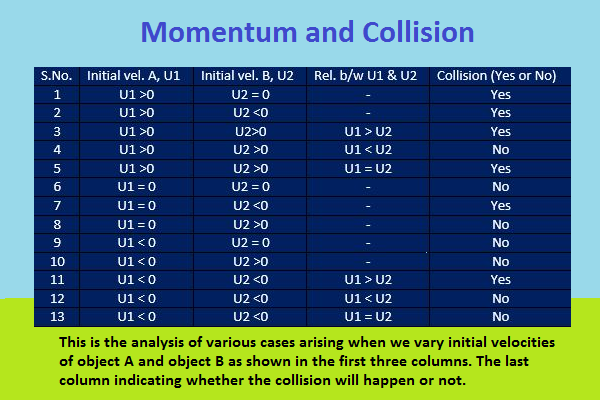 Momentum and Collision
S.No. Initial vel. A, U1 Initial vel. B, U2 Rel. b/w U1 & U2 Collision (Yes or No)
1 U1 >0 U2 = 0 - Yes
2 U1 >0 U2 <0 - Yes
3 U1 >0 U2>0 U1 > U2 Yes
4 U1 >0 U2 >0 U1 < U2 No
5 U1 >0 U2 >0 U1 = U2 Yes
6 U1 = 0 U2 = 0 - No
7 U1 = 0 U2 <0 - Yes
8 U1 = 0 U2 >0 - No
9 U1 < 0 U2 = 0 - No
10 U1 < 0 U2 >0 - No
11 U1 < 0 U2 <0 U1 > U2 Yes
12 U1 < 0 U2 <0 U1 < U2 No
13 U1 < 0 U2 <0 U1 = U2 No
This is the analysis of various cases arising when we vary initial velocities
of object A and object B as shown in the first three columns. The last
column indicating whether the collision will happen or not.